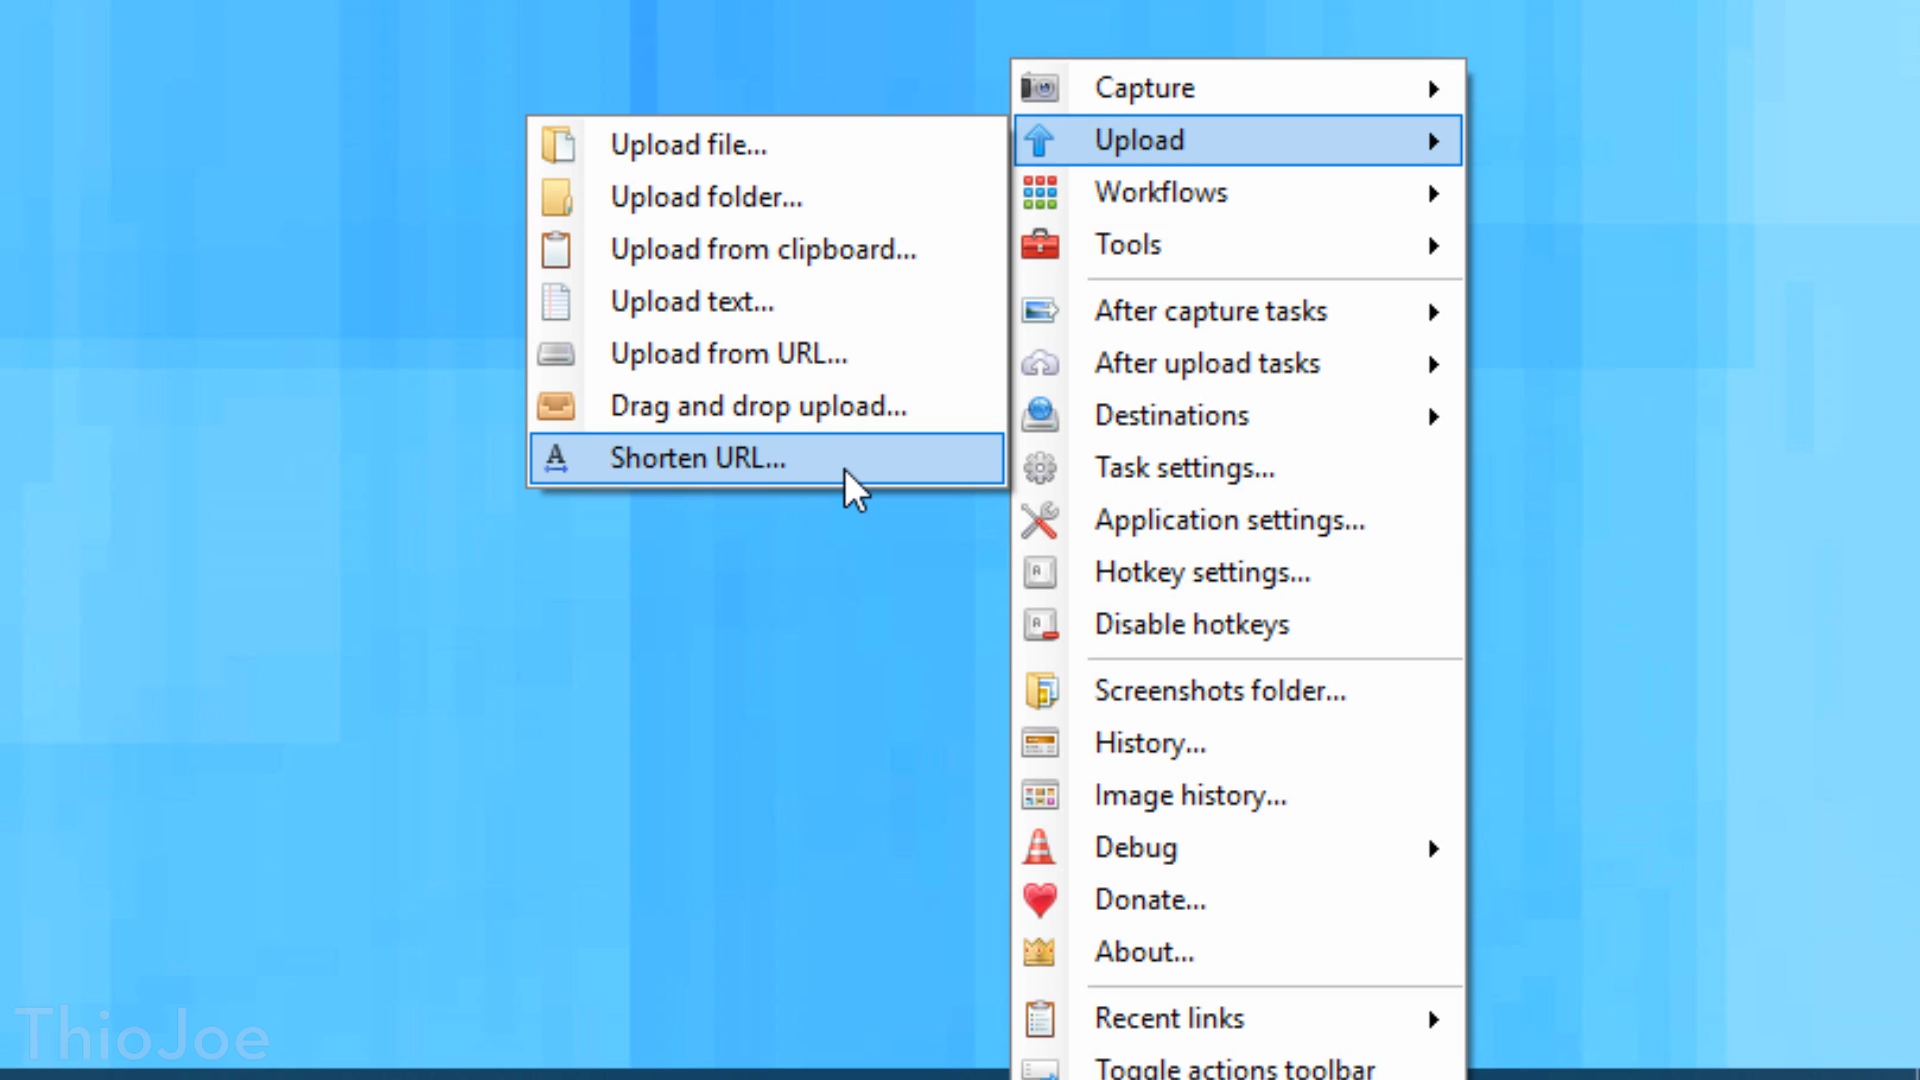 Capture
Upload
Workflows
Tools
After capture tasks
After upload tasks
Destinations
Task settings...
Application settings...
Hotkey settings...
Disable hotkeys
Screenshots folder...
History...
Image history...
Debug
Donate...
About...
Recent links
Toggle actions toolbar
Upload file...
Upload folder...
Upload from clipboard...
Upload text...
Upload from URL...
Drag and drop upload...
Shorten URL...
ThioJoe